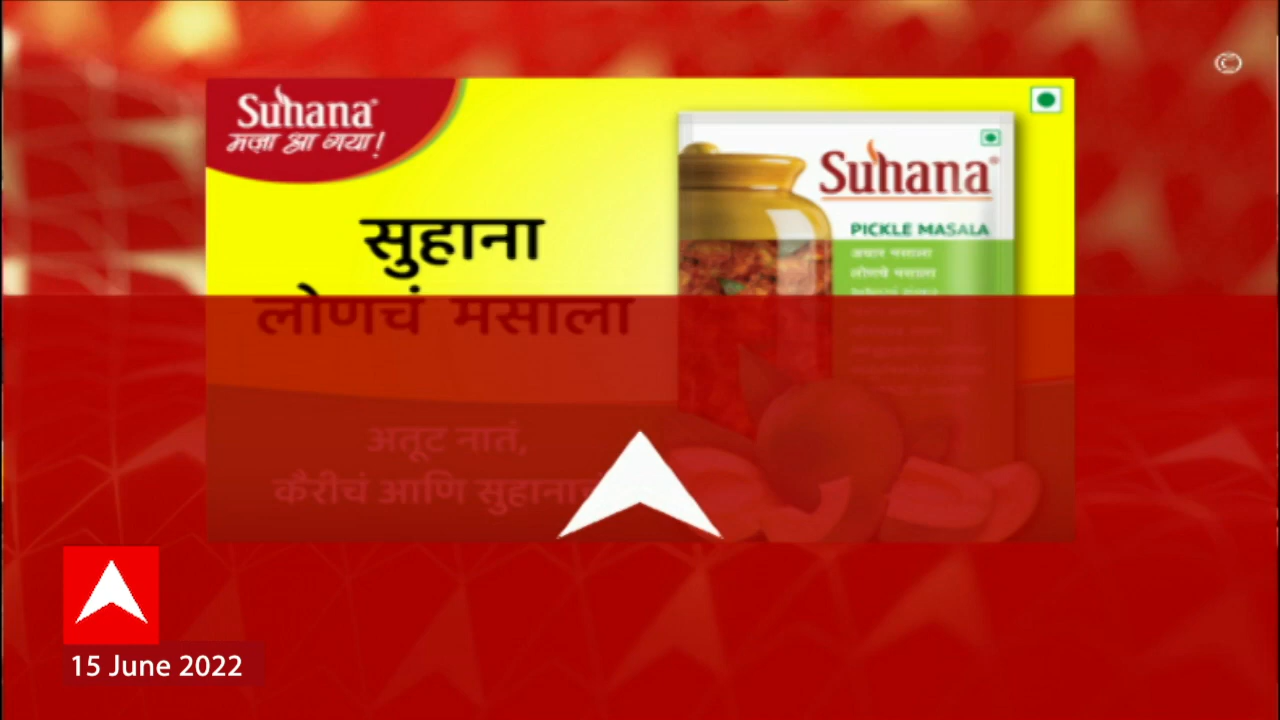 ©
Suhana®
मज़ा आ गया!
Suhana®
PICKLE MASALA
अचार मसाला
लोणचे मसाला
सुहाना
लोणचं मसाला
अतूट नातं,
कैरीचं आणि
15 June 2022